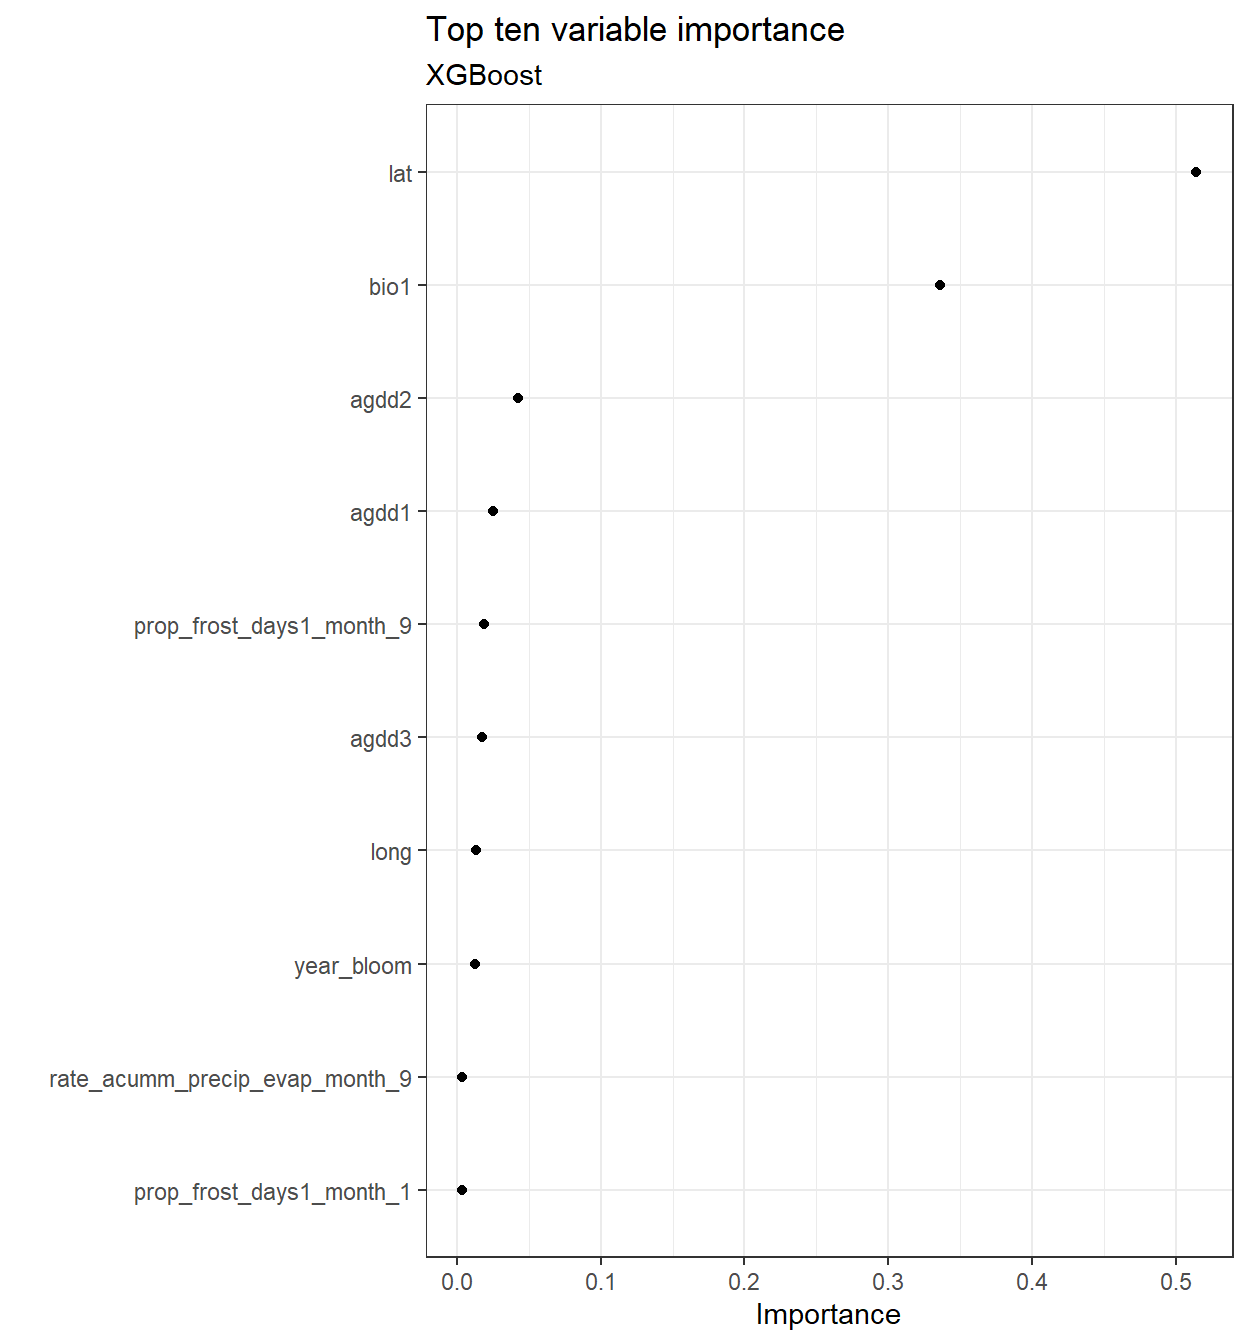 Top ten variable importance
XGBoost
lat
bio1
agdd2
agdd1
prop_frost_days1_month_9
agdd3
long
year_bloom
rate_acumm_precip_evap_month_9
prop_frost_days1_month_1
0.0 0.1 0.2 0.3 0.4 0.5
Importance